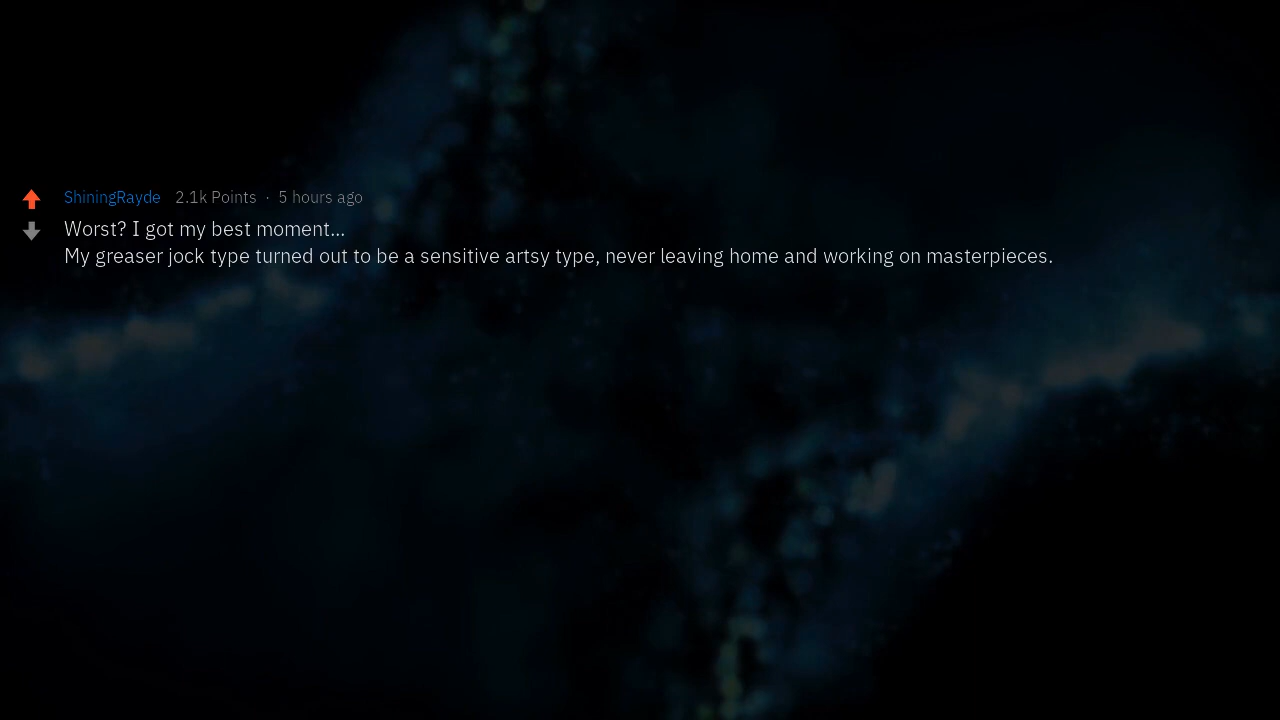 ShiningRayde 2.1k Points · 5 hours ago
Worst? I got my best moment...
My greaser jock type turned out to be a sensitive artsy type, never leaving home and working on masterpieces.